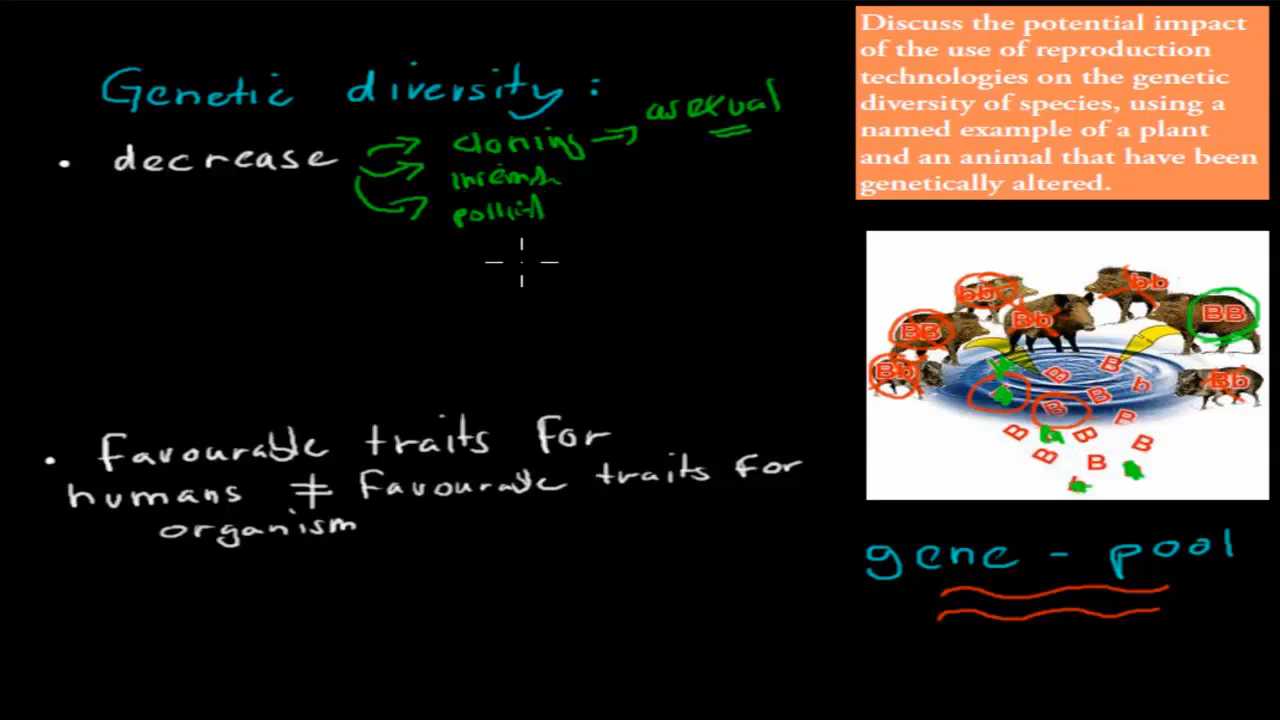 Genetic diversity:
• decrease
cloning → asexual
• favourable traits for
humans ≠ favourable traits for
organism
Discuss the potential impact
of the use of reproduction
technologies on the genetic
diversity of species, using a
named example of a plant
and an animal that have been
genetically altered.
bb bb
BB Bb BB
Bb Bb
B B b
B B B
B B B
B B
gene - pool